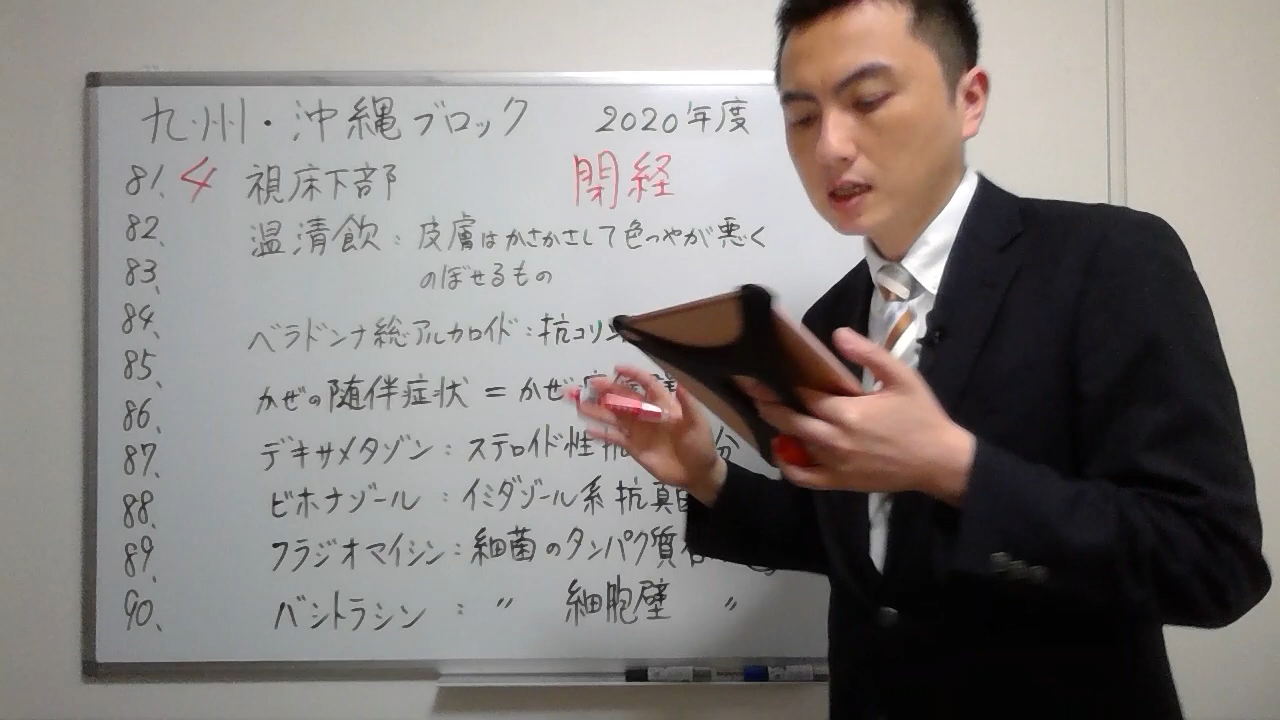 九州・沖縄ブロック 2020年度
81. 4 視床下部 閉経
82. 温清飲：皮膚はかさかさして色つやが悪く
83. のぼせるもの
84. ベラドンナ総アルカロイド：抗コリン
85.
かぜの随伴症状 = かぜ
86.
87. デキサメタゾン：ステロイド性抗 分
88. ビホナゾール：イミダゾール系抗真
89. フラジオマイシン：細菌のタンパク質
90. バシトラシン：〃 細胞壁 〃